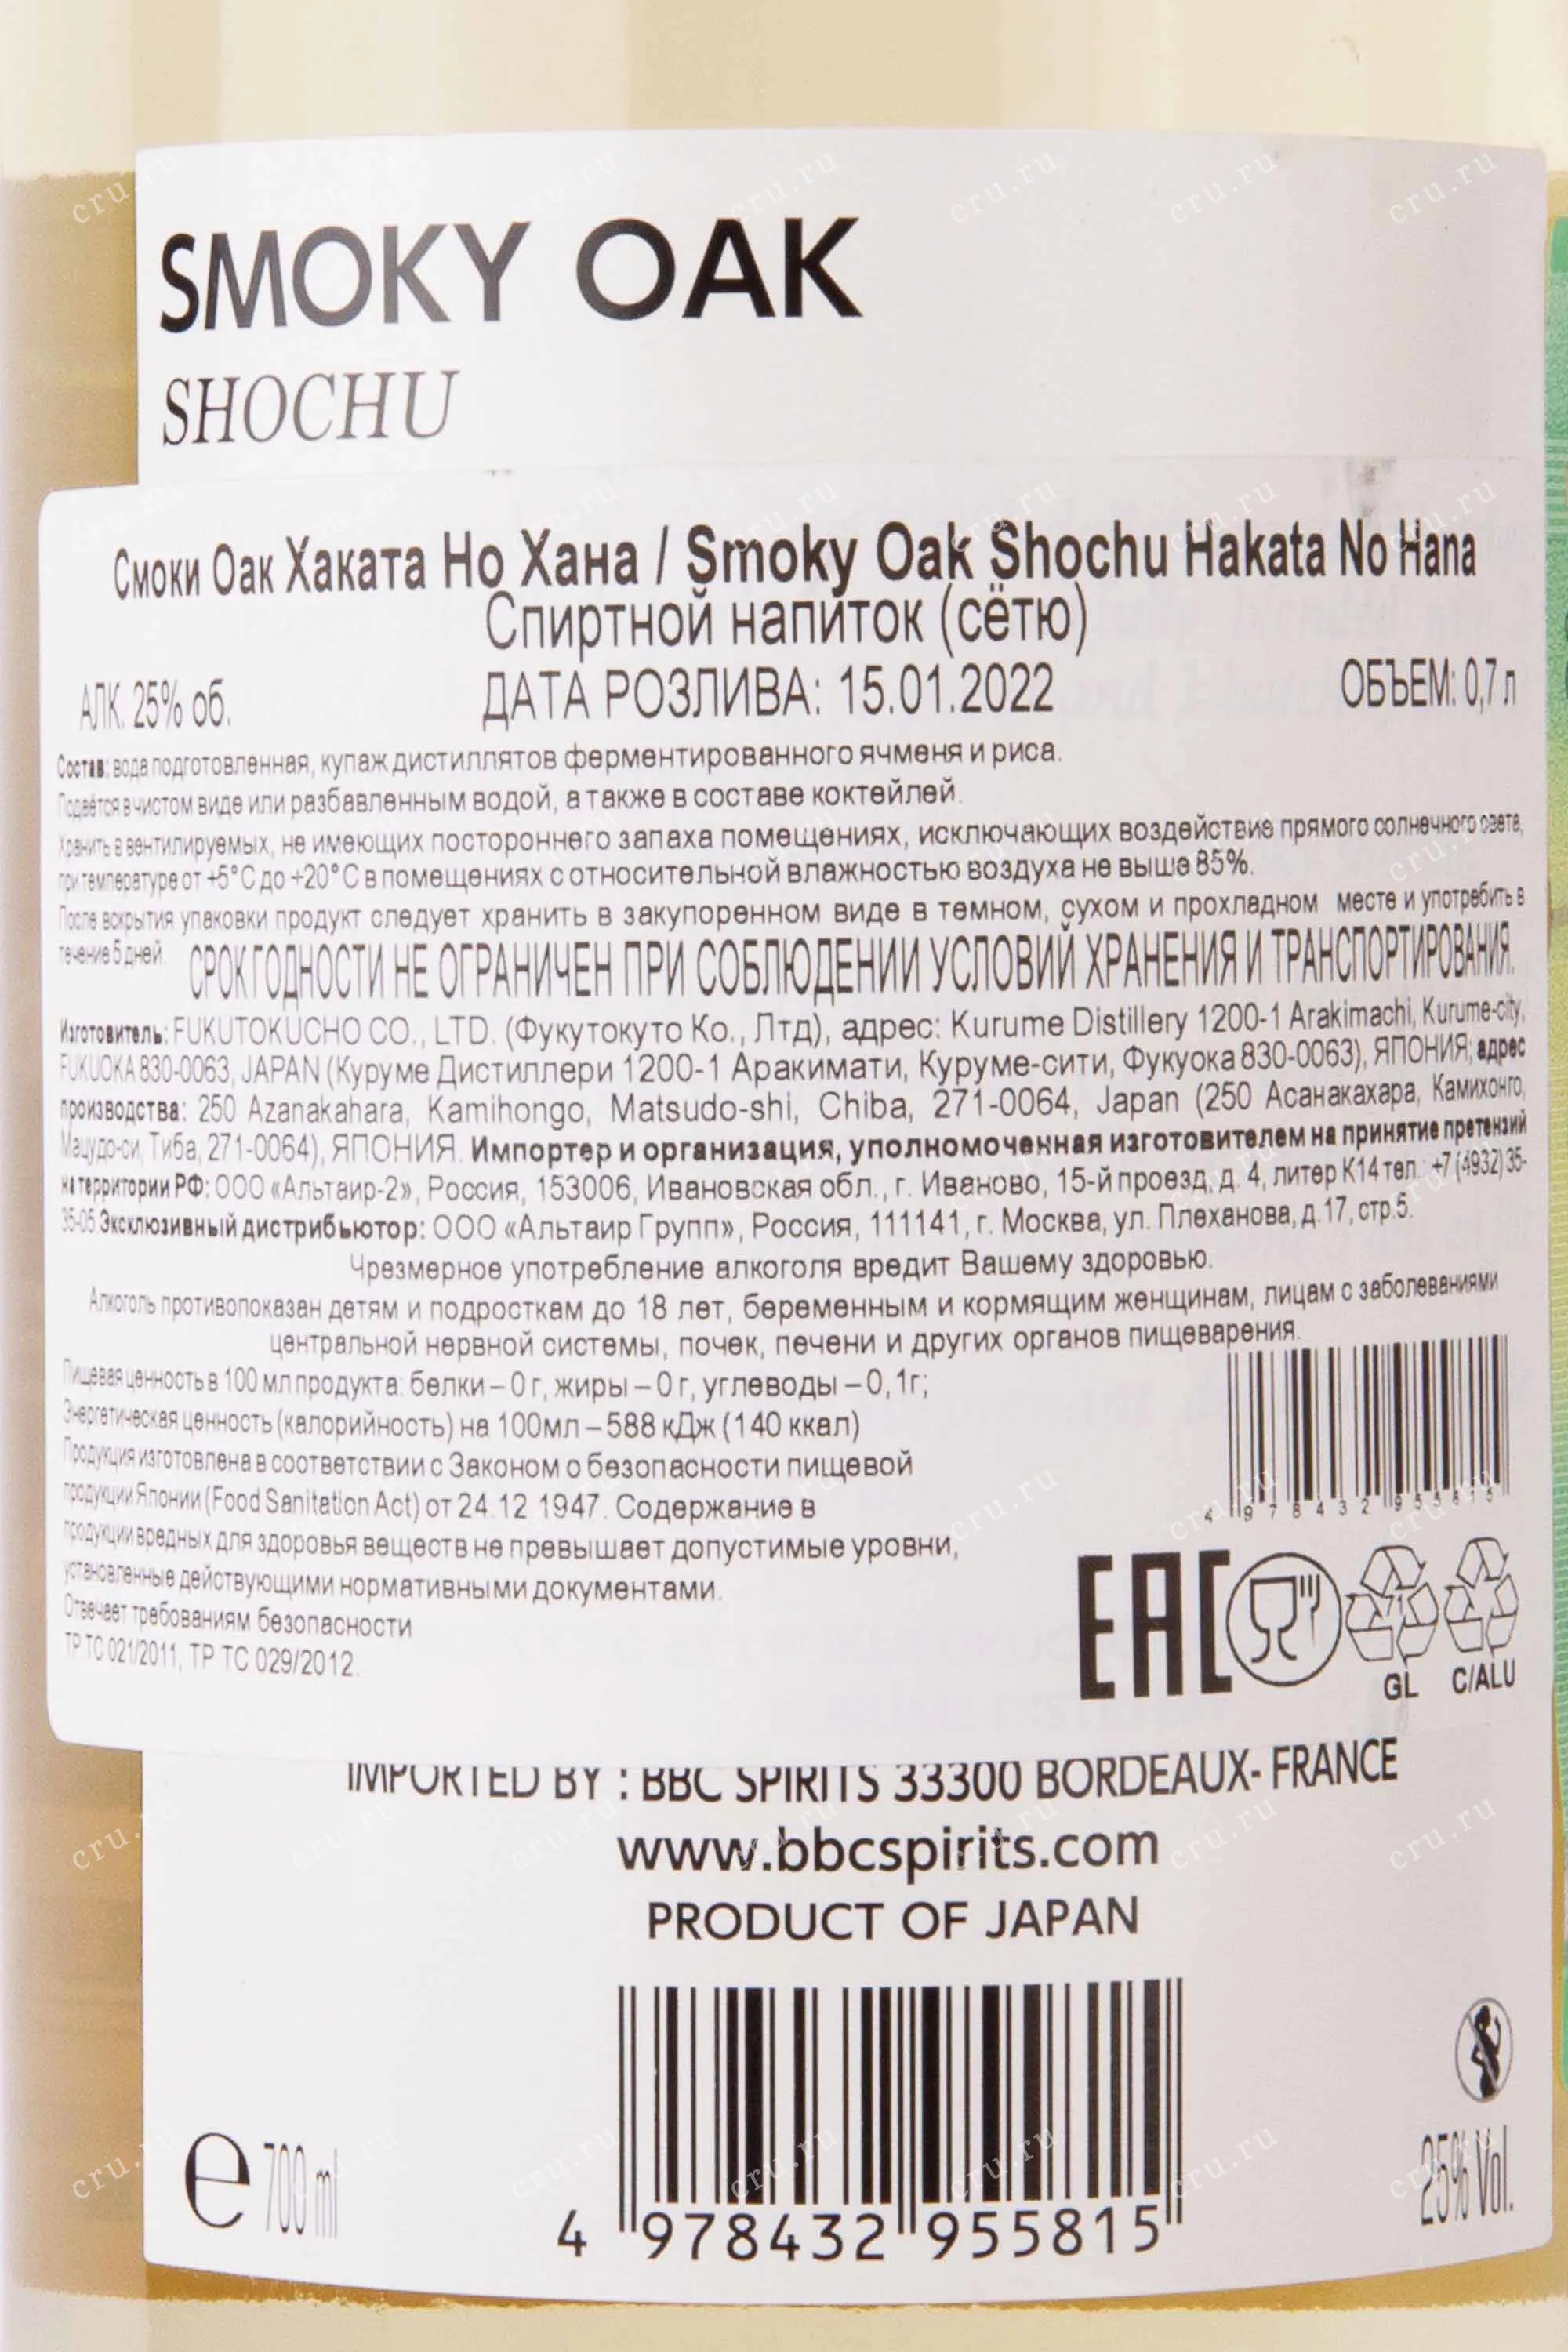 SMOKY OAK
SHOCHU
Смоки Оак Хаката Но Хана / Smoky Oak Shochu Hakata No Hana
Спиртной напиток (сётю)
АЛК. 25% об. ДАТА РОЗЛИВА: 15.01.2022 ОБЪЕМ: 0,7 л
Состав: вода подготовленная, купаж дистиллятов ферментированного ячменя и риса.
Подаётся в чистом виде или разбавленным водой, а также в составе коктейлей.
Хранить в вентилируемых, не имеющих постороннего запаха помещениях, исключающих воздействие прямого солнечного света,
при температуре от +5°С до +20°С в помещениях с относительной влажностью воздуха не выше 85%.
После вскрытия упаковки продукт следует хранить в закупоренном виде в темном, сухом и прохладном месте и употребить в
течение 5 дней. СРОК ГОДНОСТИ НЕ ОГРАНИЧЕН ПРИ СОБЛЮДЕНИИ УСЛОВИЙ ХРАНЕНИЯ И ТРАНСПОРТИРОВАНИЯ.
Изготовитель: FUKUTOKUCHO CO., LTD. (Фукутокуто Ко., Лтд), адрес: Kurume Distillery 1200-1 Arakimachi, Kurume-city,
FUKUOKA 830-0063, JAPAN (Куруме Дистиллери 1200-1 Аракимати, Куруме-сити, Фукуока 830-0063), ЯПОНИЯ; адрес
производства: 250 Azanakahara, Kamihongo, Matsudo-shi, Chiba, 271-0064, Japan (250 Асанакахара, Камихонго,
Мацудо-си, Тиба, 271-0064), ЯПОНИЯ. Импортер и организация, уполномоченная изготовителем на принятие претензий
на территории РФ: ООО «Альтаир-2», Россия, 153006, Ивановская обл., г. Иваново, 15-й проезд, д. 4, литер К14 тел.: +7 (4932) 35-
35-05. Эксклюзивный дистрибьютор: ООО «Альтаир Групп», Россия, 111141, г. Москва, ул. Плеханова, д.17, стр.5.
Чрезмерное употребление алкоголя вредит Вашему здоровью.
Алкоголь противопоказан детям и подросткам до 18 лет, беременным и кормящим женщинам, лицам с заболеваниями
центральной нервной системы, почек, печени и других органов пищеварения.
Пищевая ценность в 100 мл продукта: белки – 0 г, жиры – 0 г, углеводы – 0,1г;
Энергетическая ценность (калорийность) на 100мл – 588 кДж (140 ккал)
Продукция изготовлена в соответствии с Законом о безопасности пищевой
продукции Японии (Food Sanitation Act) от 24.12.1947. Содержание в
продукции вредных для здоровья веществ не превышает допустимые уровни,
установленные действующими нормативными документами.
Отвечает требованиям безопасности
ТР ТС 021/2011, ТР ТС 029/2012.
4 978432 955815
EAC
71
GL C/ALU
IMPORTED BY : BBC SPIRITS 33300 BORDEAUX- FRANCE
www.bbcspirits.com
PRODUCT OF JAPAN
e 700 ml
4 978432 955815
25% Vol.
cru.ru